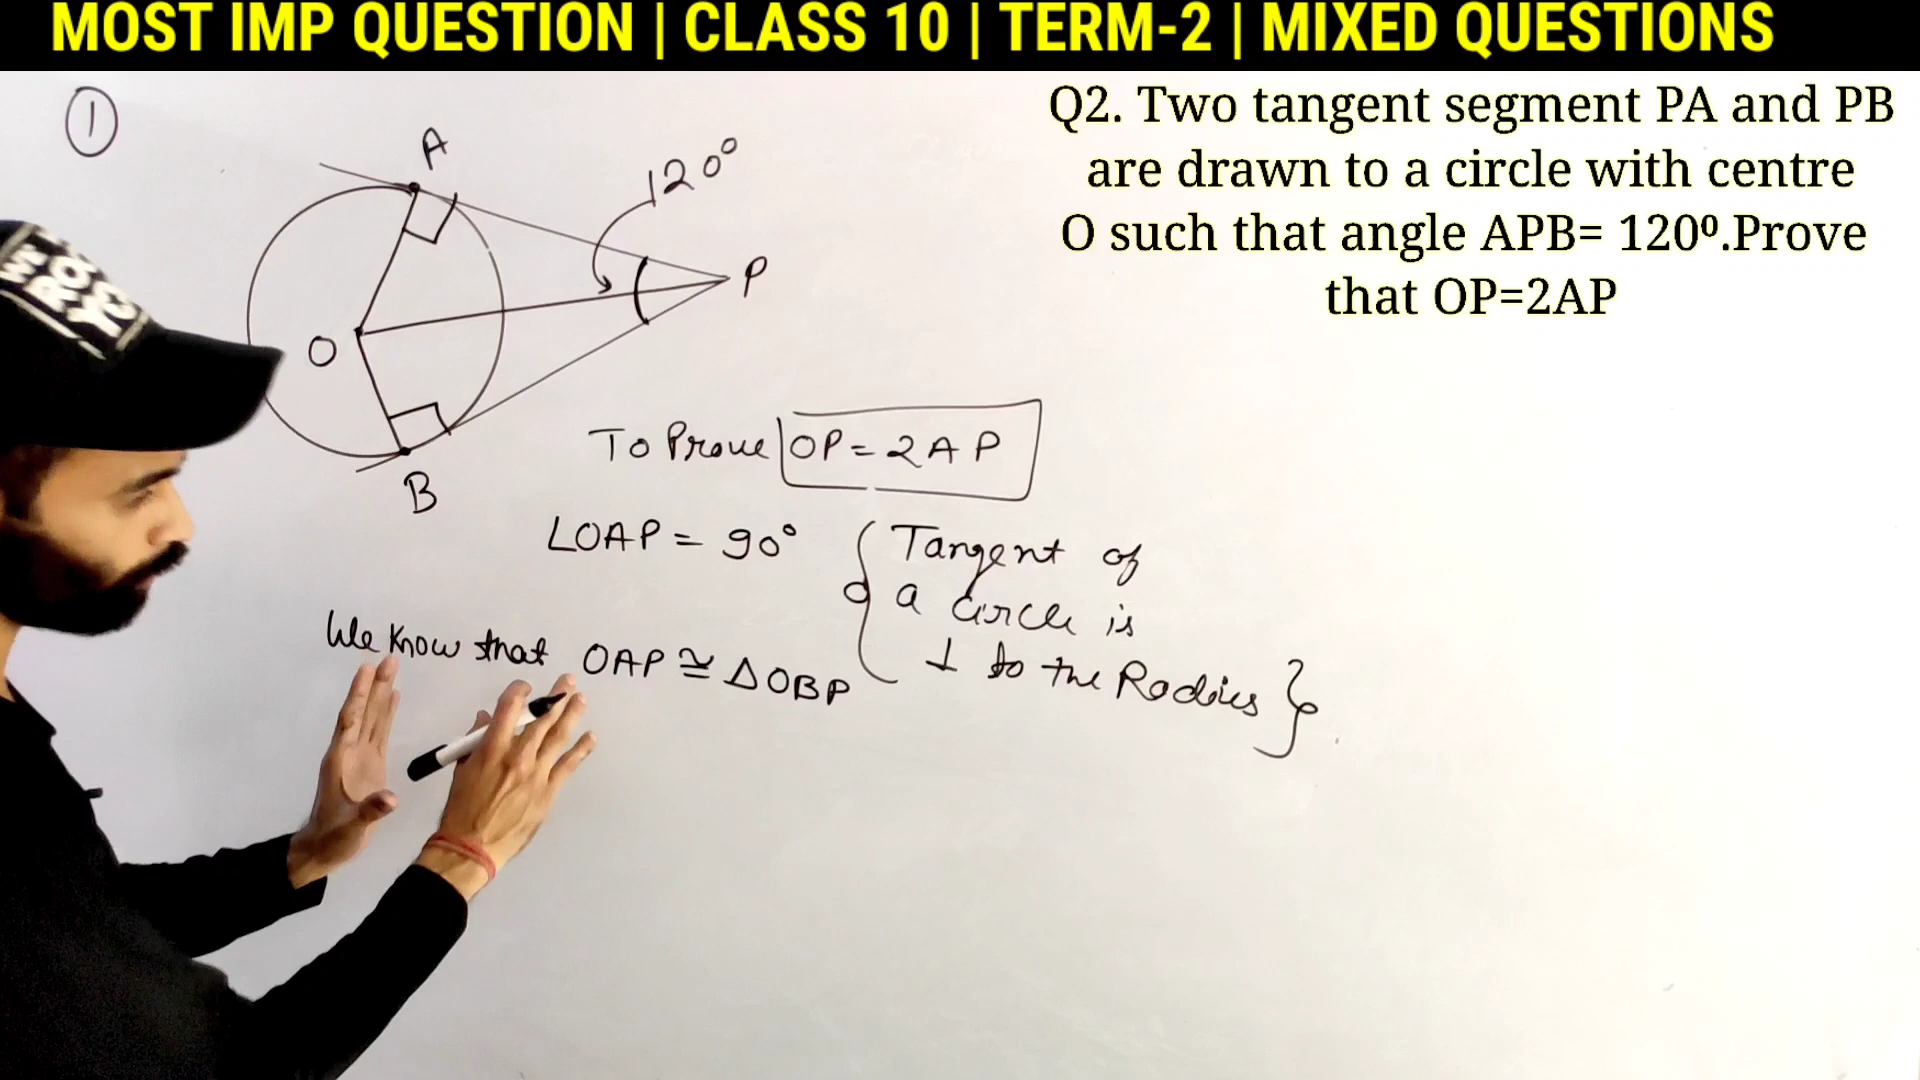 MOST IMP QUESTION | CLASS 10 | TERM-2 | MIXED QUESTIONS
Q2. Two tangent segment PA and PB
are drawn to a circle with centre
O such that angle APB= 120⁰.Prove
that OP=2AP
1
A
120°
P
O
B
To Prove OP = 2AP
∠OAP = 90° { Tangent of
a circle is
⊥ to the Radius }
We know that OAP ≅ △OBP